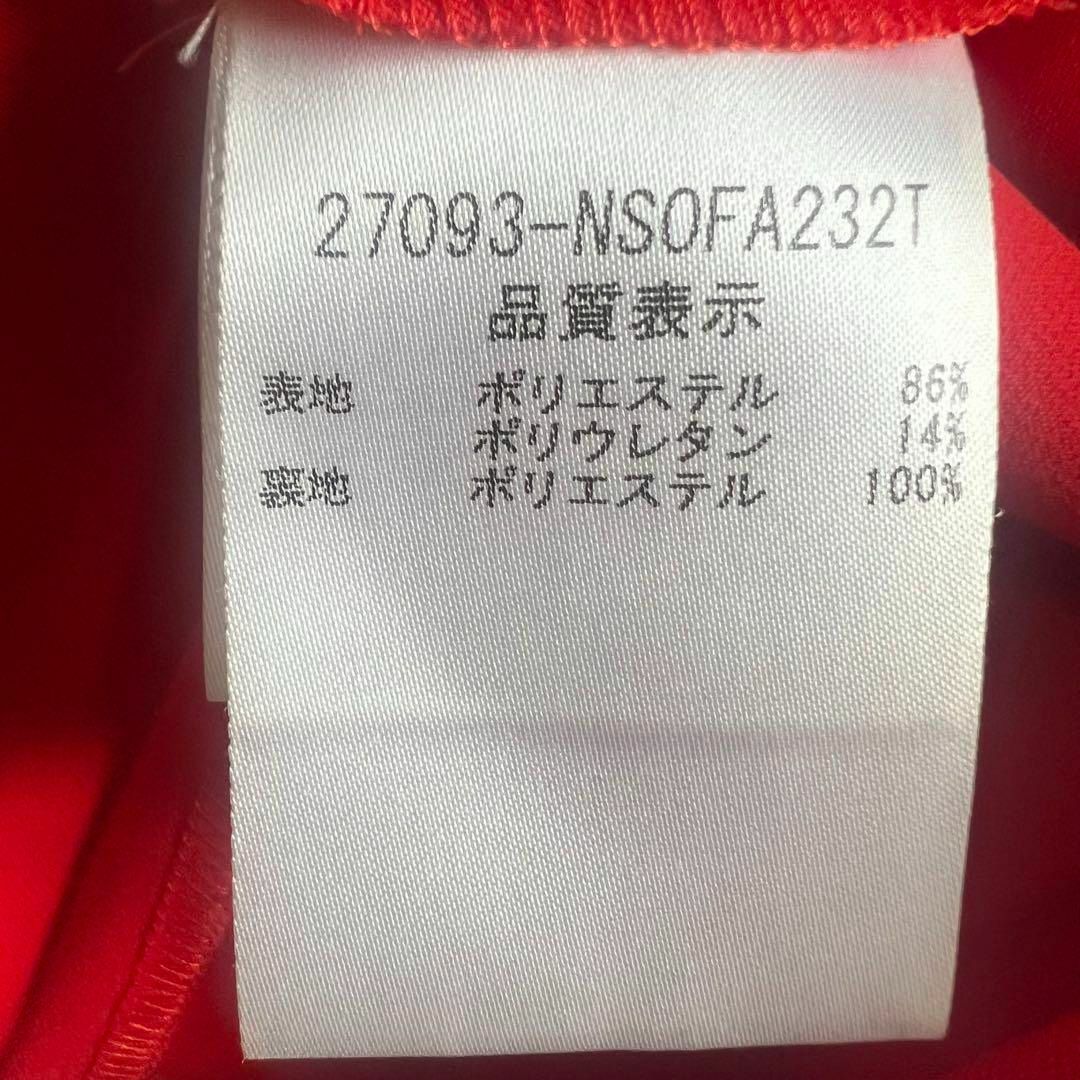 27093-NSOFA232T
品質表示
表地 ポリエステル 86%
ポリウレタン 14%
裏地 ポリエステル 100%